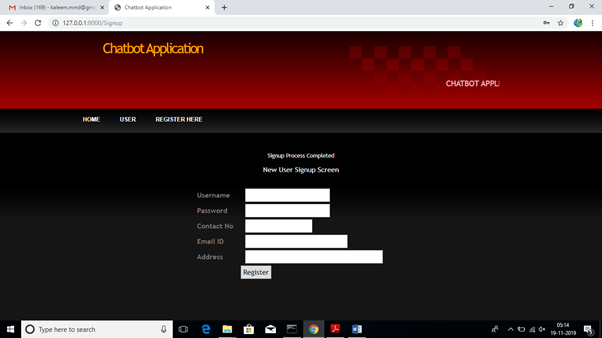 Inbox (169) - kaleem.mmd@gm
Chatbot Application
127.0.0.1:8000/Signup
Chatbot Application
CHATBOT APPLI
HOME USER REGISTER HERE
Signup Process Completed
New User Signup Screen
Username
Password
Contact No
Email ID
Address
Register
Type here to search
05:14
19-11-2019